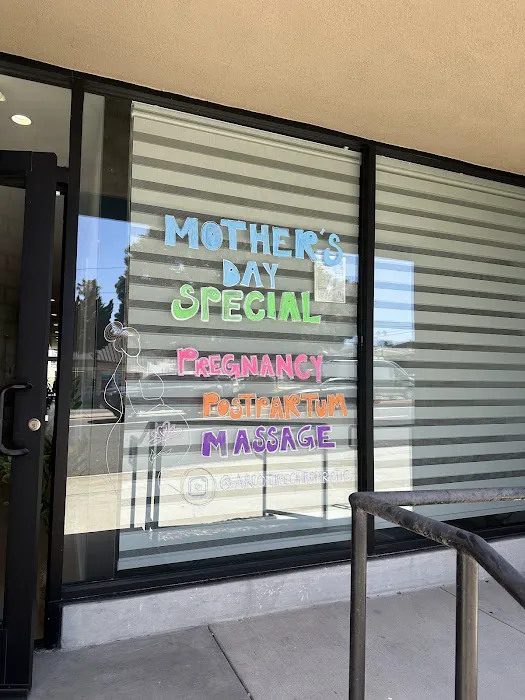 MOTHER'S
DAY
SPECIAL
PREGNANCY
POSTPARTUM
MASSAGE